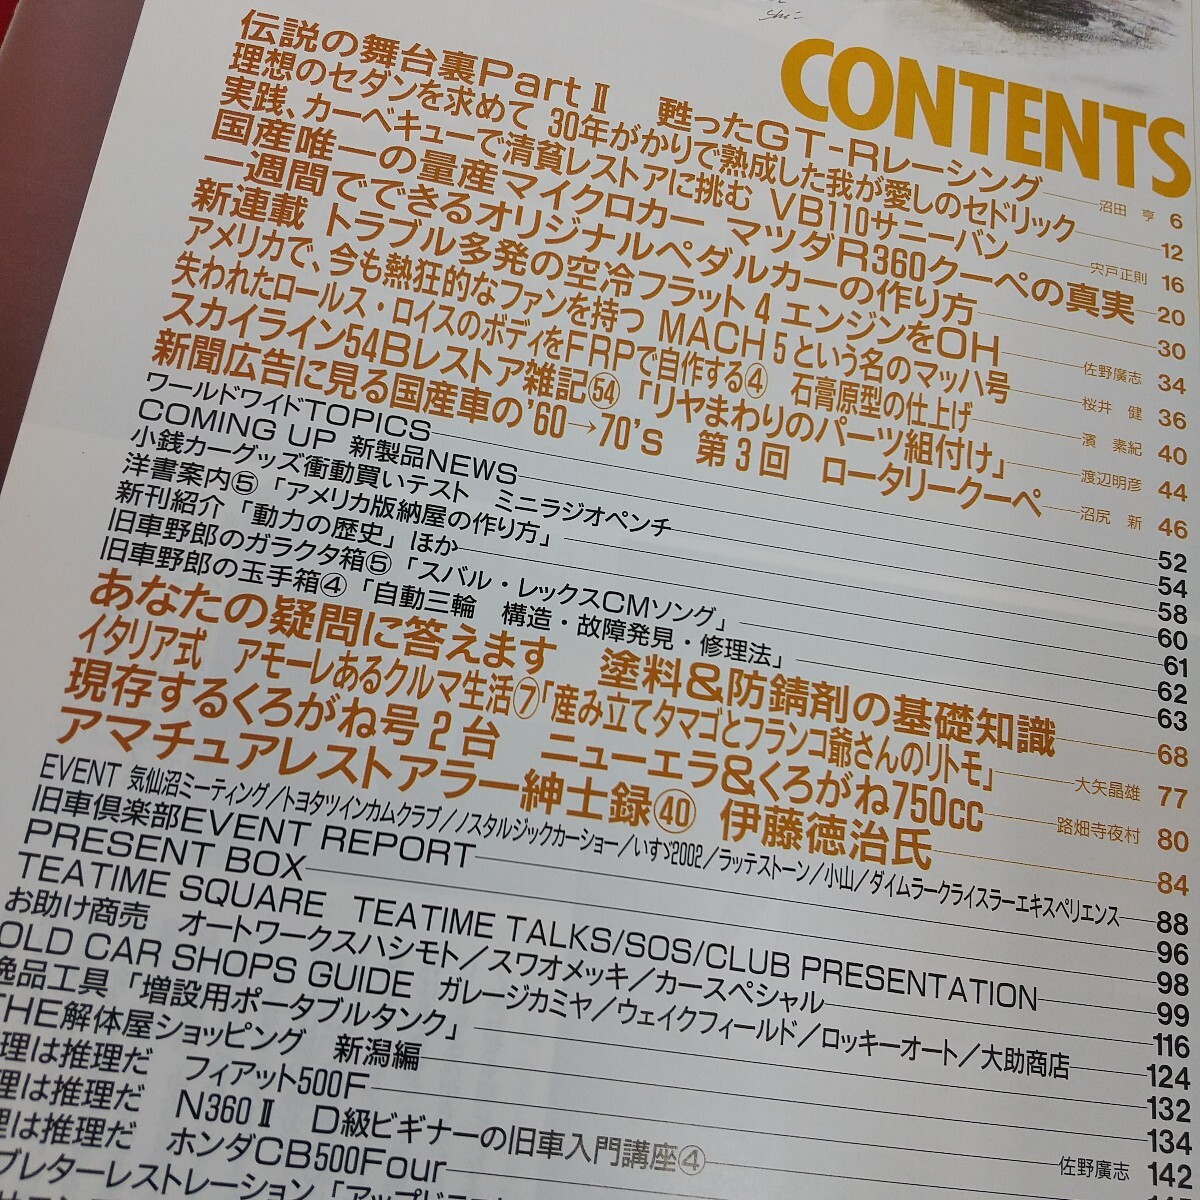 CONTENTS
伝説の舞台裏PartⅡ 甦ったGT-Rレーシング 沼田 亨 6
理想のセダンを求めて 30年がかりで熟成した我が愛しのセドリック 12
実践、カーベキューで清貧レストアに挑む VB110サニーバン 宍戸正則 16
国産唯一の量産マイクロカー マツダR360クーペの真実 20
一週間でできるオリジナルペダルカーの作り方 30
新連載 トラブル多発の空冷フラット4 エンジンをOH 佐野廣志 34
アメリカで、今も熱狂的なファンを持つ MACH 5 という名のマッハ号 桜井 健 36
失われたロールス・ロイスのボディをFRPで自作する④ 石膏原型の仕上げ 濱 素紀 40
スカイライン54Bレストア雑記54 「リヤまわりのパーツ組付け」 渡辺明彦 44
新聞広告に見る国産車の'60→70's 第3回 ロータリークーペ 沼尻 新 46
ワールドワイドTOPICS 52
COMING UP 新製品NEWS 54
小銭カーグッズ衝動買いテスト ミニラジオペンチ 58
洋書案内⑤「アメリカ版納屋の作り方」 60
新刊紹介「動力の歴史」ほか 61
旧車野郎のガラクタ箱⑤「スバル・レックスCMソング」 62
旧車野郎の玉手箱④「自動三輪 構造・故障発見・修理法」 63
あなたの疑問に答えます 塗料&防錆剤の基礎知識 68
イタリア式 アモーレあるクルマ生活⑦「産み立てタマゴとフランコ爺さんのリトモ」 大矢晶雄 77
現存するくろがね号2台 ニューエラ&くろがね750cc 路畑寺夜村 80
アマチュアレストアラー紳士録㊵ 伊藤徳治氏 84
EVENT 気仙沼ミーティング/トヨタツインカムクラブ/ノスタルジックカーショー/いすゞ2002/ラッテストーン/小山/ダイムラークライスラーエキスペリエンス 88
旧車倶楽部EVENT REPORT 96
PRESENT BOX 98
TEATIME SQUARE TEATIME TALKS/SOS/CLUB PRESENTATION 99
お助け商売 オートワークスハシモト/スワオメッキ/カースペシャル 116
OLD CAR SHOPS GUIDE ガレージカミヤ/ウェイクフィールド/ロッキーオート/大助商店 124
逸品工具「増設用ポータブルタンク」 132
THE解体屋ショッピング 新潟編 134
理は推理だ フィアット500F 142
理は推理だ N360Ⅱ D級ビギナーの旧車入門講座④ 佐野廣志
理は推理だ ホンダCB500Four
ブレターレストレーション